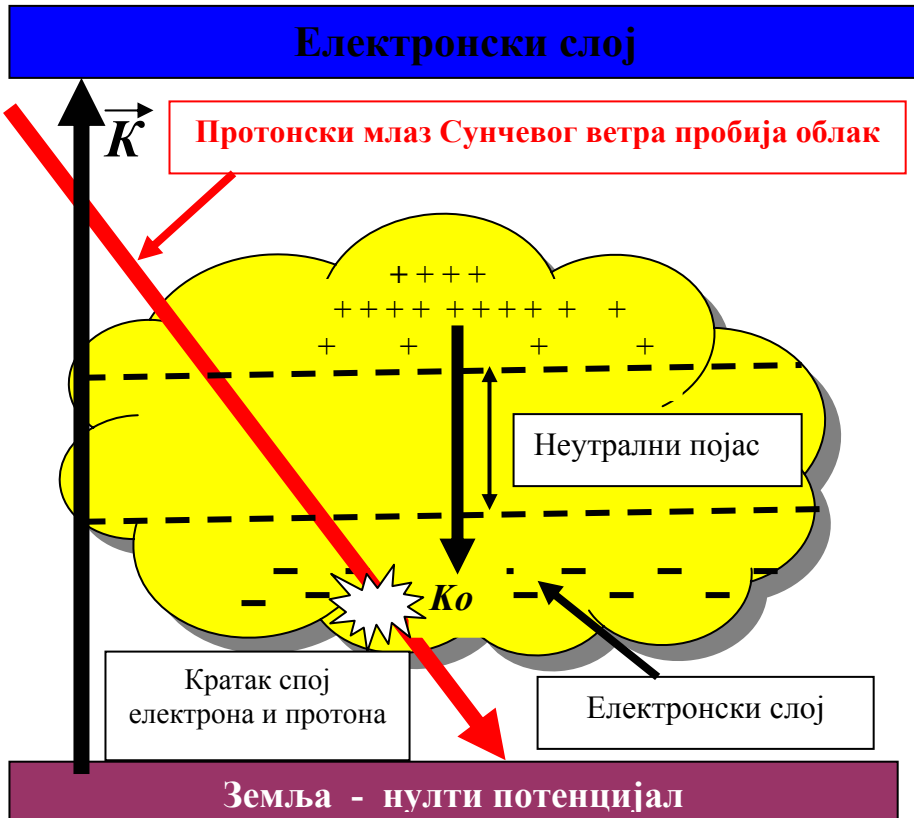 Електронски слој
K
Протонски млаз Сунчевог ветра пробија облак
++++
++++ +++++ + +
+ + + +
Неутрални појас
Ko
Кратак спој
електрона и протона
Електронски слој
Земља - нулти потенцијал